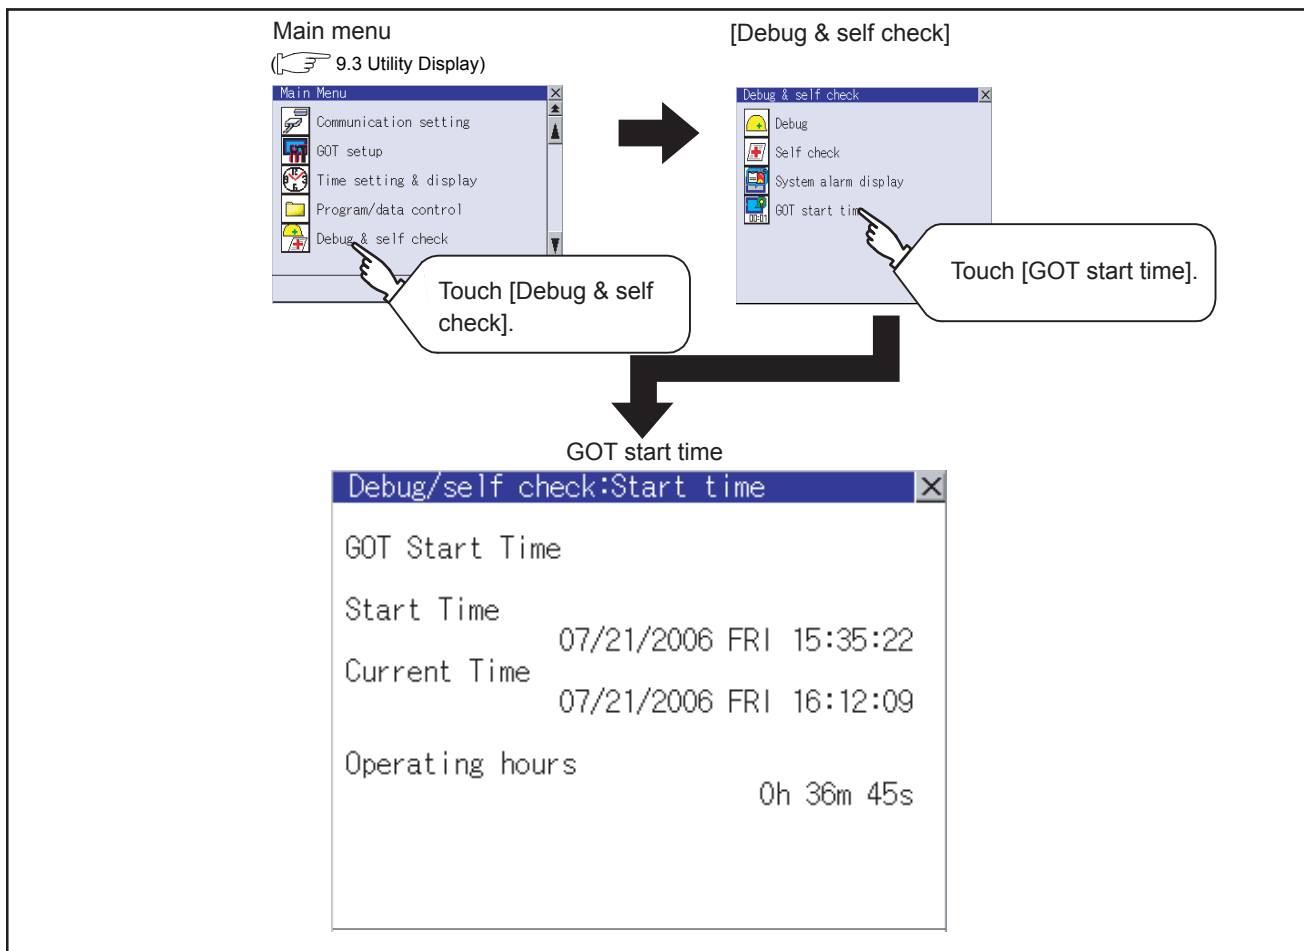 Main menu
( 9.3 Utility Display)
Main Menu
Communication setting
GOT setup
Time setting & display
Program/data control
Debug & self check
Touch [Debug & self
check].
[Debug & self check]
Debug & self check
Debug
Self check
System alarm display
00:01
GOT start time
Touch [GOT start time].
GOT start time
Debug/self check:Start time
GOT Start Time
Start Time
07/21/2006 FRI 15:35:22
Current Time
07/21/2006 FRI 16:12:09
Operating hours
0h 36m 45s